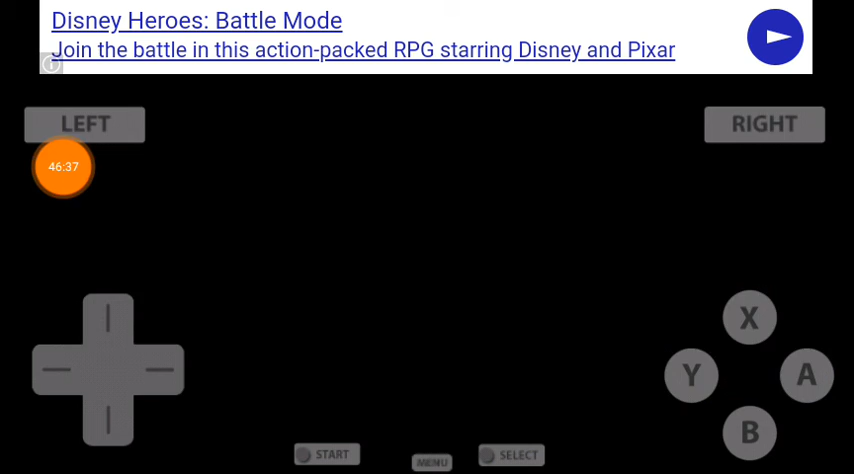 Disney Heroes: Battle Mode
Join the battle in this action-packed RPG starring Disney and Pixar
LEFT
RIGHT
46:37
X
Y
A
B
START
MENU
SELECT